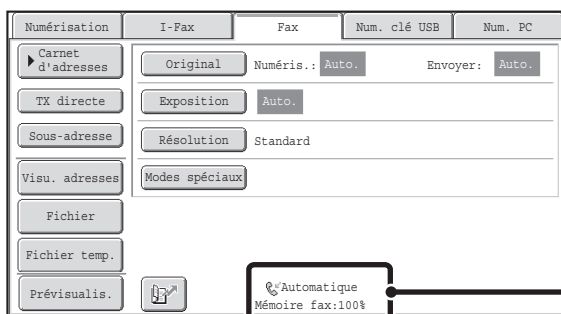 Numérisation
I-Fax
Fax
Num. clé USB
Num. PC
Carnet
d'adresses
TX directe
Sous-adresse
Visu. adresses
Fichier
Fichier temp.
Prévisualis.
Original
Numéris.: Auto.
Envoyer: Auto.
Exposition
Auto.
Résolution
Standard
Modes spéciaux
Automatique
Mémoire fax:100%